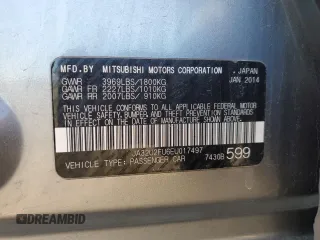 MFD.BY MITSUBISHI MOTORS CORPORATION , JAPAN
GVWR 3969LBS/1800KG JAN 2014
GAWR FR 2227LBS/1010KG
GAWR RR 2007LBS/ 910KG
THIS VEHICLE CONFORMS TO ALL APPLICABLE FEDERAL MOTOR VEHICLE
SAFETY, BUMPER, AND THEFT PREVENTION STANDARDS
IN EFFECT ON THE DATE OF MANUFACTURE SHOWN ABOVE.
JA32U2FU6EU017497
VEHICLE TYPE: PASSENGER CAR 7430B 599
DREAMBID